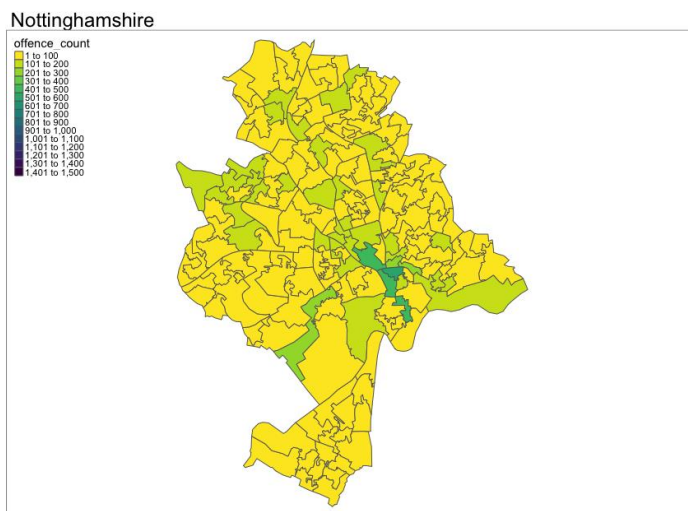 Nottinghamshire
offence_count
1 to 100
101 to 200
201 to 300
301 to 400
401 to 500
501 to 600
601 to 700
701 to 800
801 to 900
901 to 1,000
1,001 to 1,100
1,101 to 1,200
1,201 to 1,300
1,301 to 1,400
1,401 to 1,500